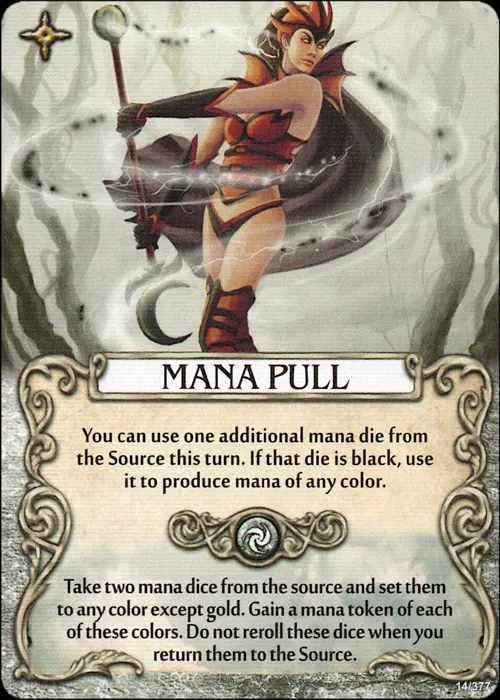 MANA PULL
You can use one additional mana die from
the Source this turn. If that die is black, use
it to produce mana of any color.
Take two mana dice from the source and set them
to any color except gold. Gain a mana token of each
of these colors. Do not reroll these dice when you
return them to the Source.
14/377